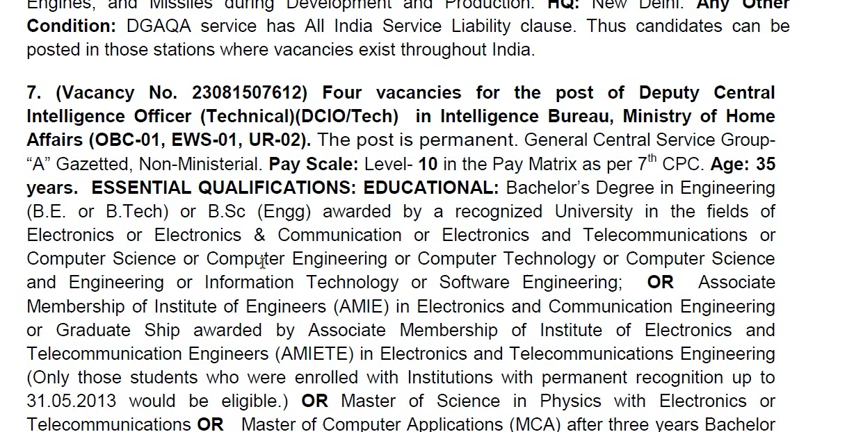 Engines, and Missiles during Development and Production. HQ: New Delhi. Any Other
Condition: DGAQA service has All India Service Liability clause. Thus candidates can be
posted in those stations where vacancies exist throughout India.
7. (Vacancy No. 23081507612) Four vacancies for the post of Deputy Central
Intelligence Officer (Technical)(DCIO/Tech) in Intelligence Bureau, Ministry of Home
Affairs (OBC-01, EWS-01, UR-02). The post is permanent. General Central Service Group-
“A” Gazetted, Non-Ministerial. Pay Scale: Level- 10 in the Pay Matrix as per 7th CPC. Age: 35
years. ESSENTIAL QUALIFICATIONS: EDUCATIONAL: Bachelor’s Degree in Engineering
(B.E. or B.Tech) or B.Sc (Engg) awarded by a recognized University in the fields of
Electronics or Electronics & Communication or Electronics and Telecommunications or
Computer Science or Computer Engineering or Computer Technology or Computer Science
and Engineering or Information Technology or Software Engineering; OR Associate
Membership of Institute of Engineers (AMIE) in Electronics and Communication Engineering
or Graduate Ship awarded by Associate Membership of Institute of Electronics and
Telecommunication Engineers (AMIETE) in Electronics and Telecommunications Engineering
(Only those students who were enrolled with Institutions with permanent recognition up to
31.05.2013 would be eligible.) OR Master of Science in Physics with Electronics or
Telecommunications OR Master of Computer Applications (MCA) after three years Bachelor